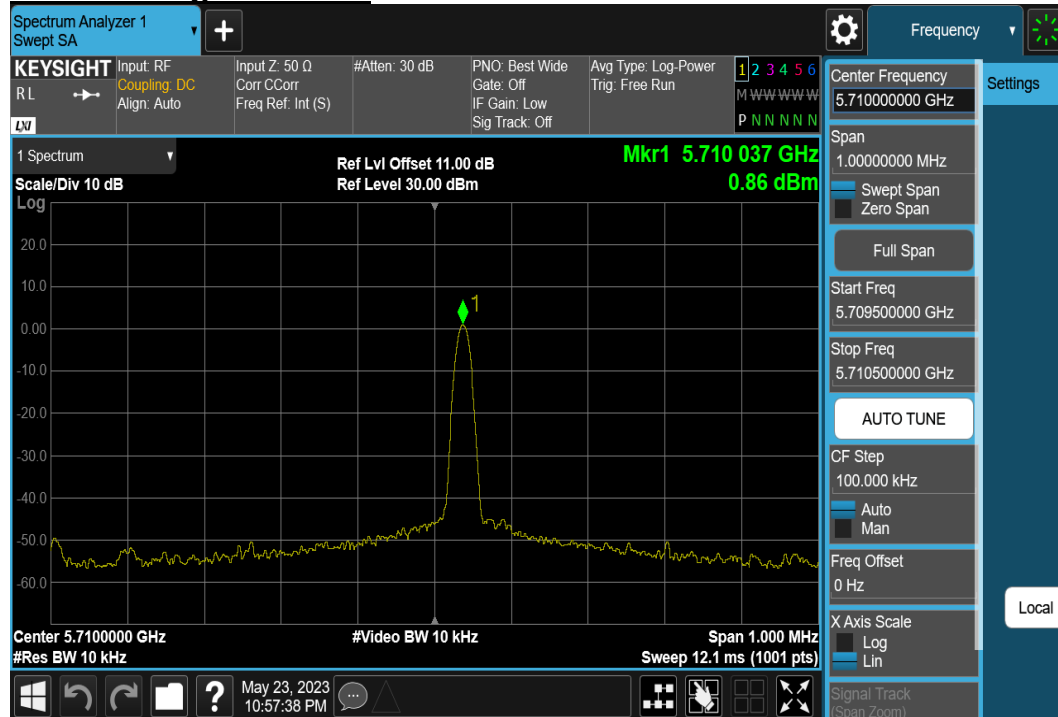 Spectrum Analyzer 1
Swept SA
+
Frequency
KEYSIGHT
R L
LXI
Input: RF
Coupling: DC
Align: Auto
Input Z: 50 Ω
Corr CCorr
Freq Ref: Int (S)
#Atten: 30 dB
PNO: Best Wide
Gate: Off
IF Gain: Low
Sig Track: Off
Avg Type: Log-Power
Trig: Free Run
1 2 3 4 5 6
M W W W W W
P N N N N N
1 Spectrum
Scale/Div 10 dB
Log
Ref Lvl Offset 11.00 dB
Ref Level 30.00 dBm
Mkr1 5.710 037 GHz
0.86 dBm
20.0
10.0
0.00
-10.0
-20.0
-30.0
-40.0
-50.0
-60.0
1
Center 5.7100000 GHz
#Res BW 10 kHz
#Video BW 10 kHz
Span 1.000 MHz
Sweep 12.1 ms (1001 pts)
?
May 23, 2023
10:57:38 PM
Center Frequency
5.710000000 GHz
Span
1.00000000 MHz
Swept Span
Zero Span
Full Span
Start Freq
5.709500000 GHz
Stop Freq
5.710500000 GHz
AUTO TUNE
CF Step
100.000 kHz
Auto
Man
Freq Offset
0 Hz
X Axis Scale
Log
Lin
Signal Track
(Span Zoom)
Settings
Local